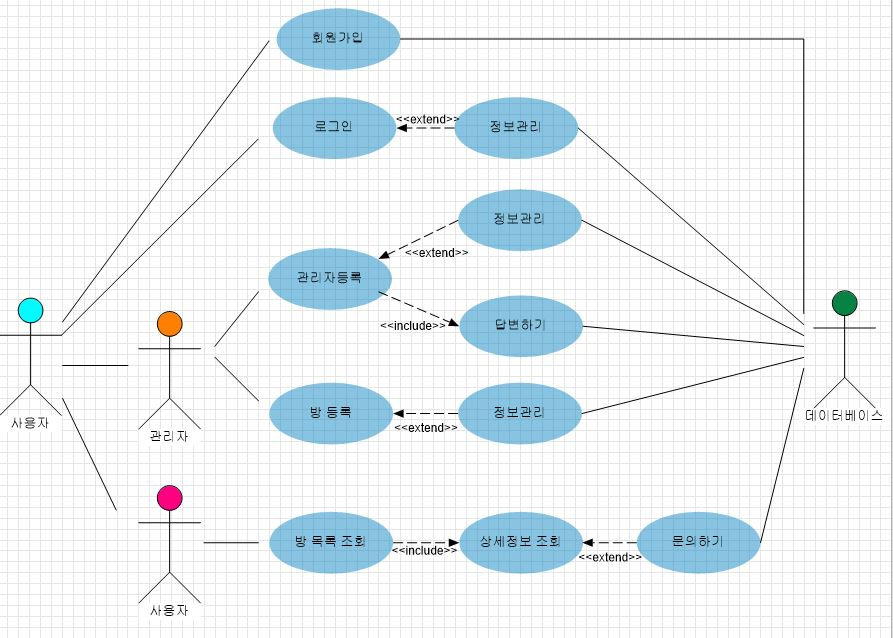 회원가입
로그인
<<extend>>
정보관리
정보관리
<<extend>>
관리자등록
<<include>>
답변하기
방 등록
<<extend>>
정보관리
사용자
관리자
데이터베이스
방 목록 조회
<<include>>
상세정보 조회
<<extend>>
문의하기
사용자